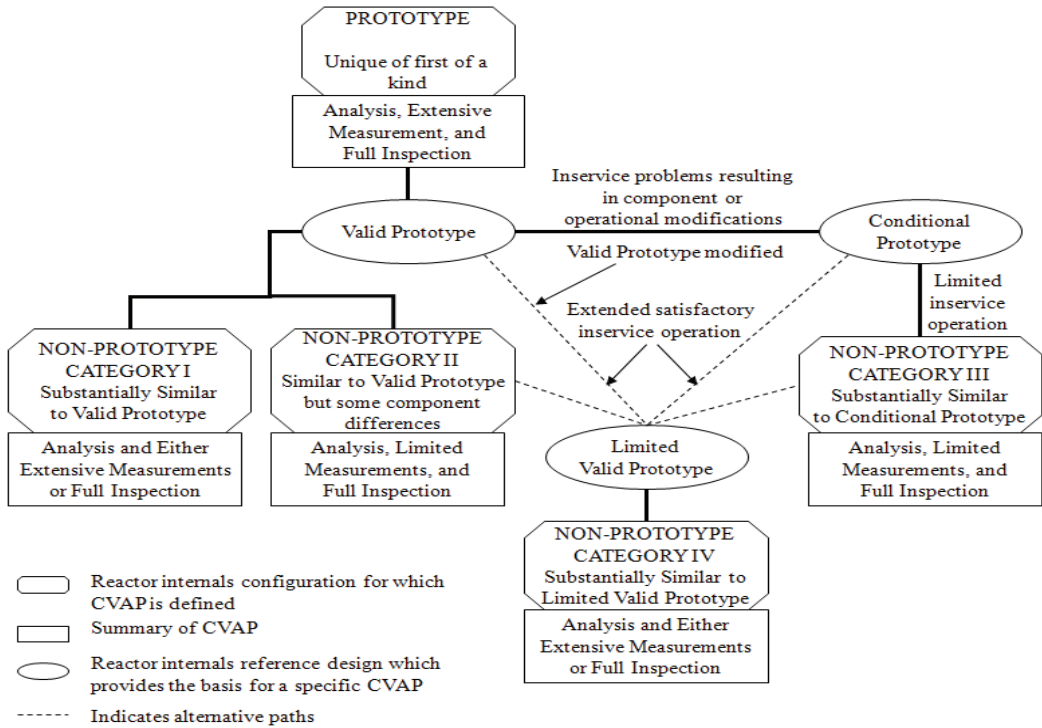 PROTOTYPE
Unique of first of a
kind
Analysis, Extensive
Measurement, and
Full Inspection
Inservice problems resulting
in component or
operational modifications
Valid Prototype
Conditional
Prototype
Valid Prototype modified
Extended satisfactory
inservice operation
Limited
inservice
operation
NON-PROTOTYPE
CATEGORY I
Substantially Similar
to Valid Prototype
Analysis and Either
Extensive Measurements
or Full Inspection
NON-PROTOTYPE
CATEGORY II
Similar to Valid Prototype
but some component
differences
Analysis, Limited
Measurements, and
Full Inspection
Limited
Valid Prototype
NON-PROTOTYPE
CATEGORY III
Substantially Similar
to Conditional Prototype
Analysis, Limited
Measurements, and
Full Inspection
NON-PROTOTYPE
CATEGORY IV
Substantially Similar to
Limited Valid Prototype
Analysis and Either
Extensive Measurements
or Full Inspection
Reactor internals configuration for which
CVAP is defined
Summary of CVAP
Reactor internals reference design which
provides the basis for a specific CVAP
Indicates alternative paths